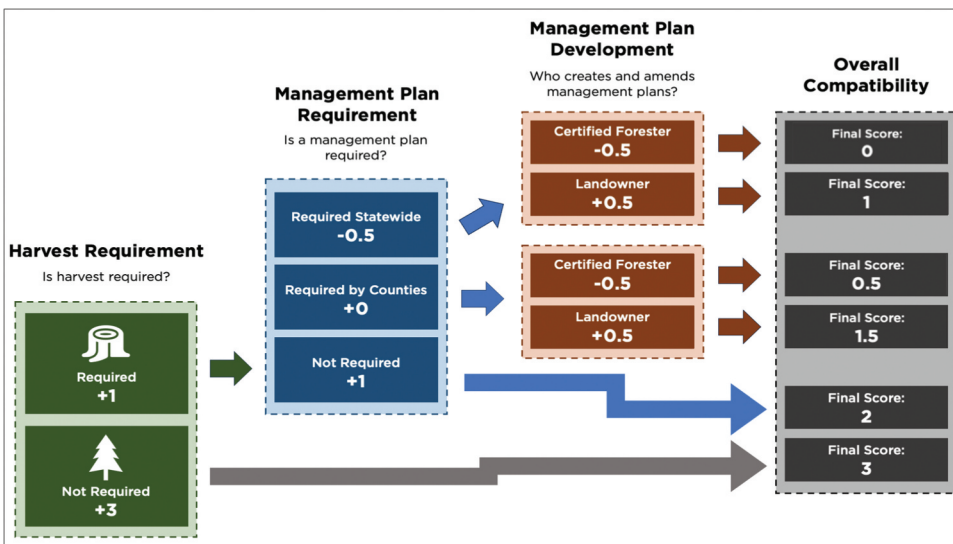 Harvest Requirement
Is harvest required?
Required
+1
Not Required
+3
Management Plan
Requirement
Is a management plan
required?
Required Statewide
-0.5
Required by Counties
+0
Not Required
+1
Management Plan
Development
Who creates and amends
management plans?
Certified Forester
-0.5
Landowner
+0.5
Certified Forester
-0.5
Landowner
+0.5
Overall
Compatibility
Final Score:
0
Final Score:
1
Final Score:
0.5
Final Score:
1.5
Final Score:
2
Final Score:
3